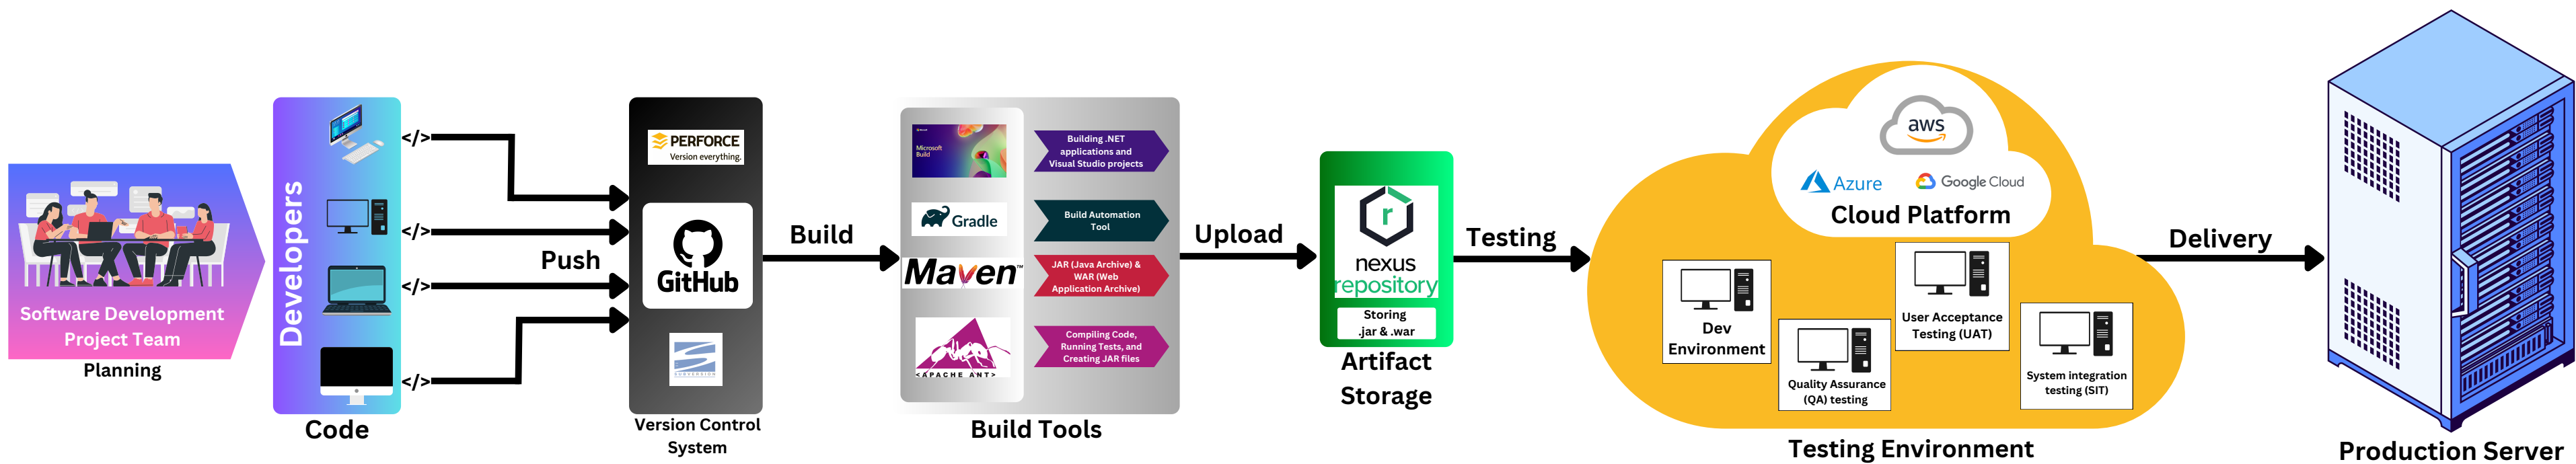 Software Development
Project Team
Planning
Developers
Code
</>
</>
</>
</>
Push
PERFORCE
Version everything.
GitHub
SUBVERSION
Version Control
System
Build
Microsoft
Build
Gradle
Maven™
<APACHE ANT>
Building .NET
applications and
Visual Studio projects
Build Automation
Tool
JAR (Java Archive) &
WAR (Web
Application Archive)
Compiling Code,
Running Tests, and
Creating JAR files
Build Tools
Upload
r
nexus
repository
Storing
.jar & .war
Artifact
Storage
Testing
aws
Azure
Google Cloud
Cloud Platform
Dev
Environment
Quality Assurance
(QA) testing
User Acceptance
Testing (UAT)
System integration
testing (SIT)
Testing Environment
Delivery
Production Server